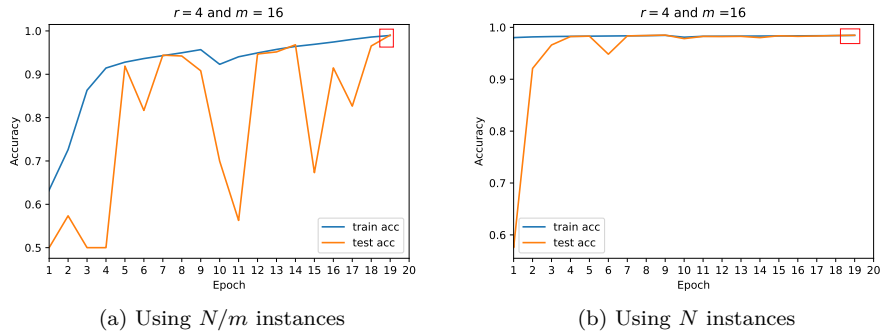 r = 4 and m = 16
Accuracy
1.0
0.9
0.8
0.7
0.6
0.5
train acc
test acc
1 2 3 4 5 6 7 8 9 10 11 12 13 14 15 16 17 18 19 20
Epoch
(a) Using N/m instances
r = 4 and m =16
Accuracy
1.0
0.9
0.8
0.7
0.6
train acc
test acc
1 2 3 4 5 6 7 8 9 10 11 12 13 14 15 16 17 18 19 20
Epoch
(b) Using N instances